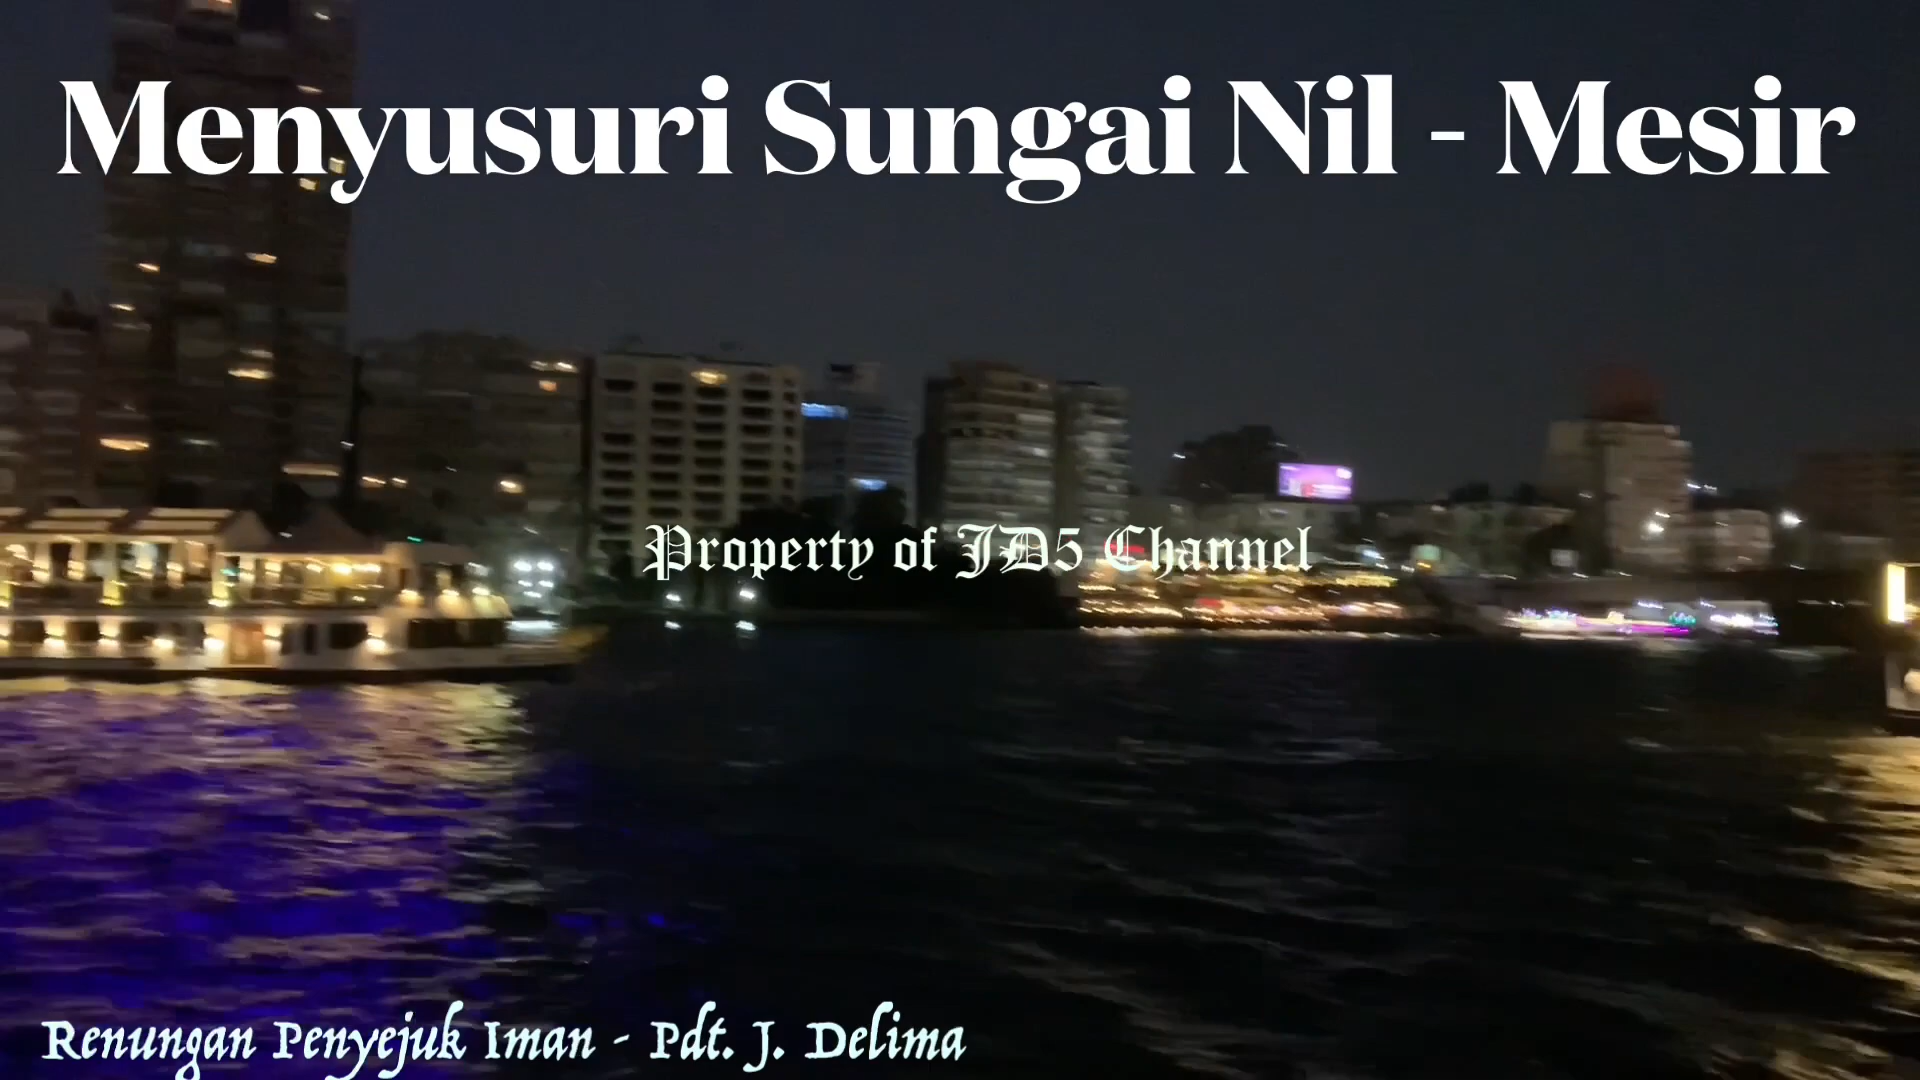 Menyusuri Sungai Nil - Mesir
Property of JD5 Channel
Renungan Penyejuk Iman - Pdt. J. Delima